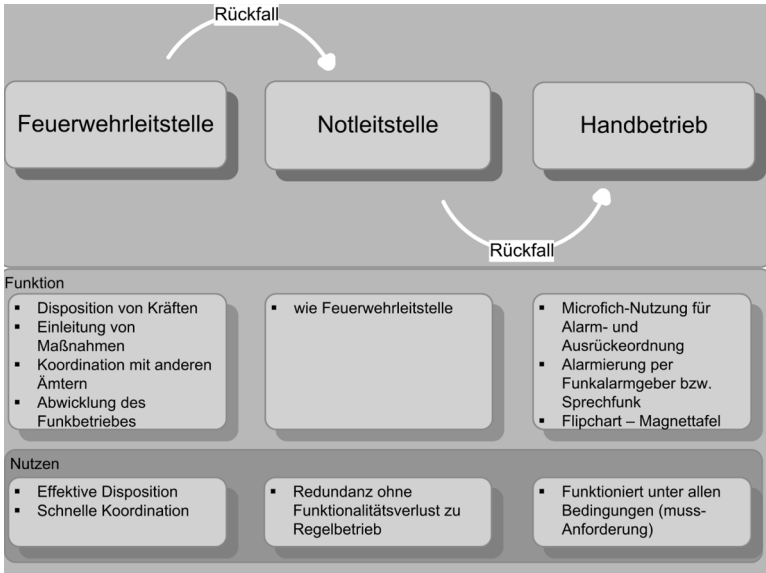 Rückfall
Feuerwehrleitstelle
Notleitstelle
Handbetrieb
Rückfall
Funktion
▪ Disposition von Kräften
▪ Einleitung von
Maßnahmen
▪ Koordination mit anderen
Ämtern
▪ Abwicklung des
Funkbetriebes
▪ wie Feuerwehrleitstelle
▪ Microfich-Nutzung für
Alarm- und
Ausrückeordnung
▪ Alarmierung per
Funkalarmgeber bzw.
Sprechfunk
▪ Flipchart – Magnettafel
Nutzen
▪ Effektive Disposition
▪ Schnelle Koordination
▪ Redundanz ohne
Funktionalitätsverlust zu
Regelbetrieb
▪ Funktioniert unter allen
Bedingungen (muss-
Anforderung)